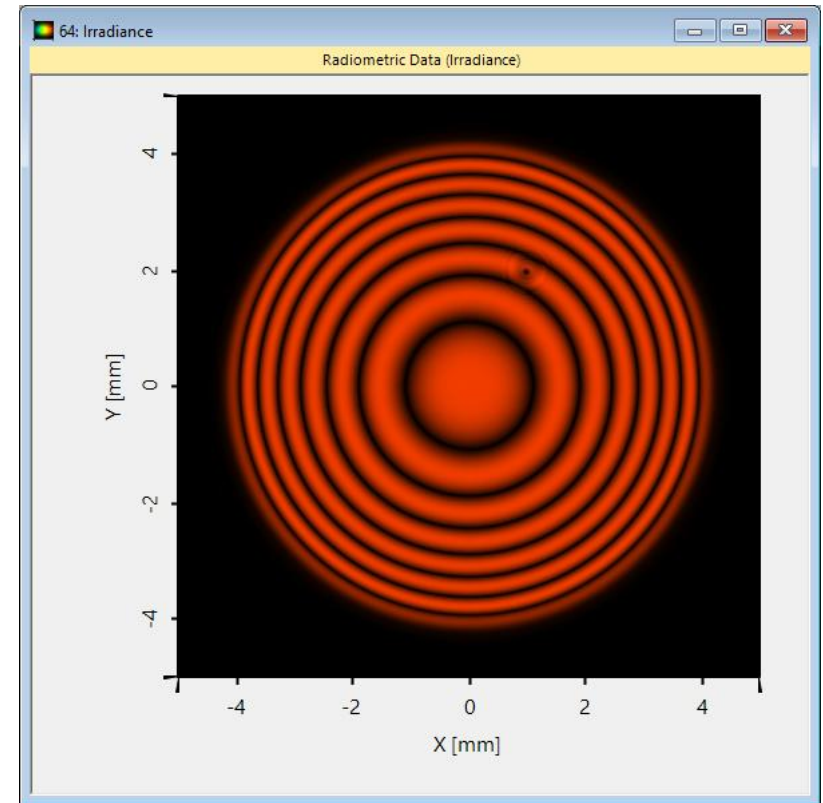 64: Irradiance
Radiometric Data (Irradiance)
4
2
0
-2
-4
Y [mm]
-4 -2 0 2 4
X [mm]